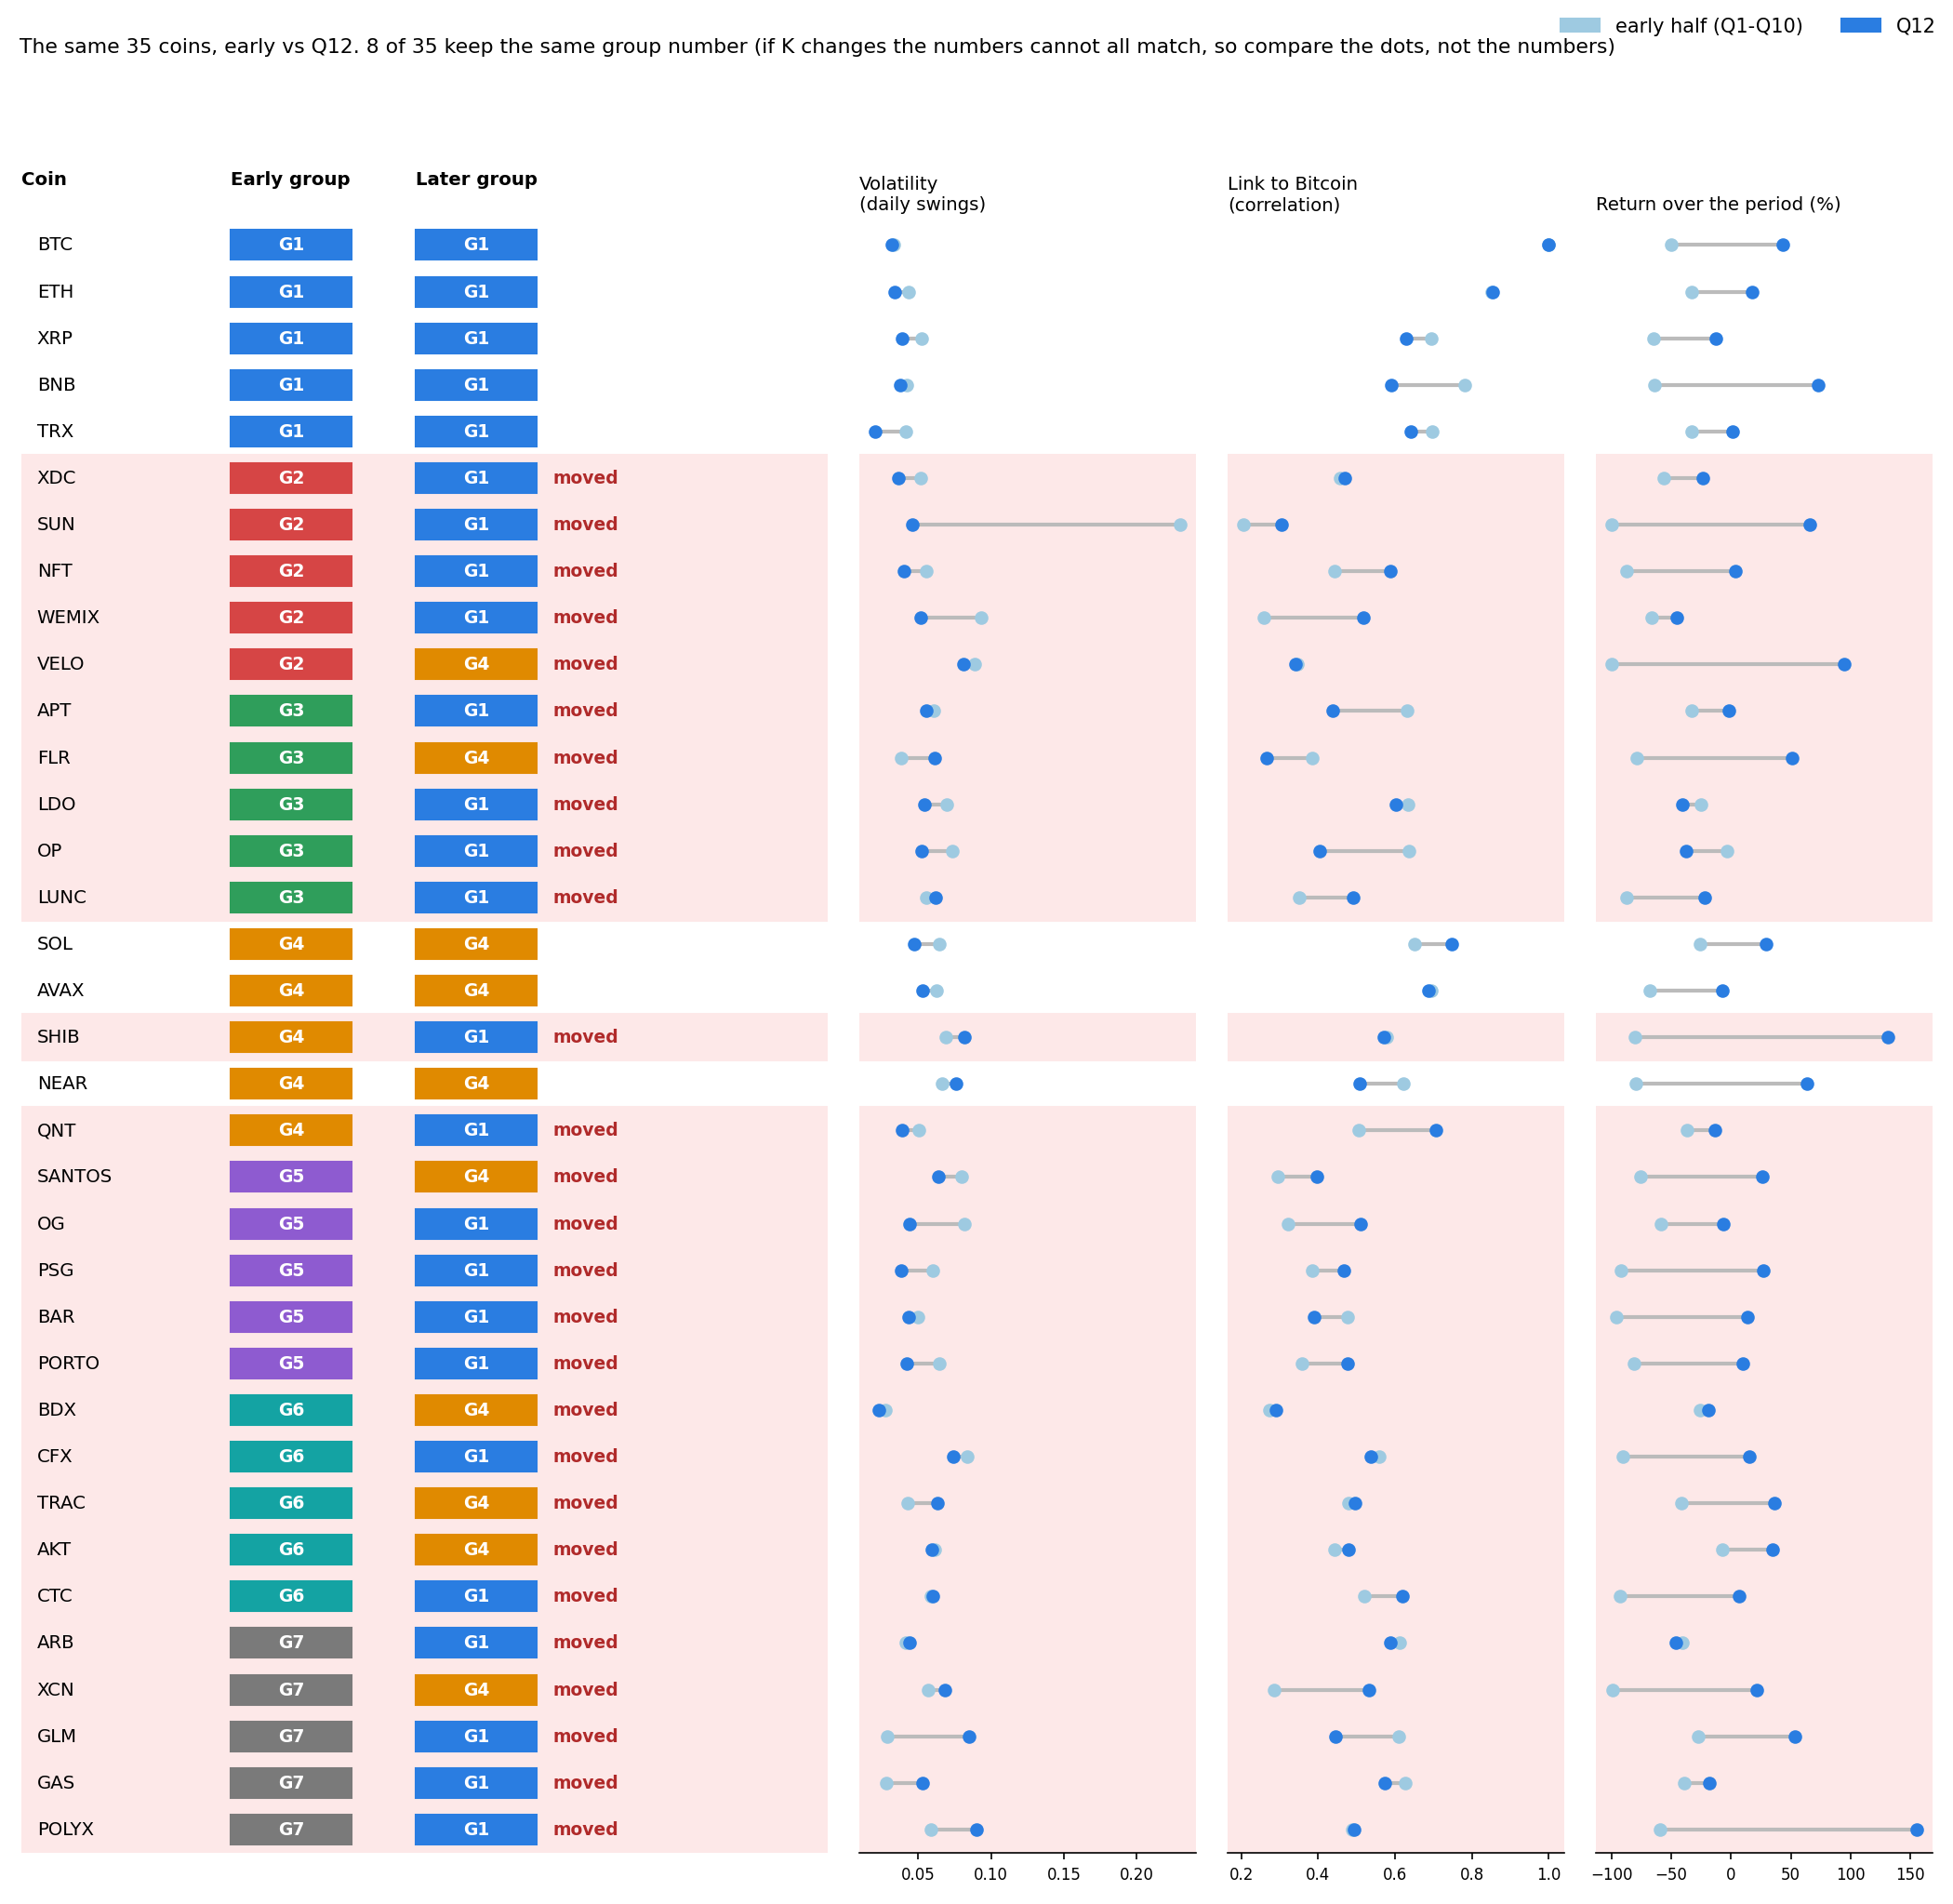 early half (Q1-Q10) Q12
The same 35 coins, early vs Q12. 8 of 35 keep the same group number (if K changes the numbers cannot all match, so compare the dots, not the numbers)
Coin Early group Later group
Volatility
(daily swings)
Link to Bitcoin
(correlation)
Return over the period (%)
BTC G1 G1
ETH G1 G1
XRP G1 G1
BNB G1 G1
TRX G1 G1
XDC G2 G1 moved
SUN G2 G1 moved
NFT G2 G1 moved
WEMIX G2 G1 moved
VELO G2 G4 moved
APT G3 G1 moved
FLR G3 G4 moved
LDO G3 G1 moved
OP G3 G1 moved
LUNC G3 G1 moved
SOL G4 G4
AVAX G4 G4
SHIB G4 G1 moved
NEAR G4 G4
QNT G4 G1 moved
SANTOS G5 G4 moved
OG G5 G1 moved
PSG G5 G1 moved
BAR G5 G1 moved
PORTO G5 G1 moved
BDX G6 G4 moved
CFX G6 G1 moved
TRAC G6 G4 moved
AKT G6 G4 moved
CTC G6 G1 moved
ARB G7 G1 moved
XCN G7 G4 moved
GLM G7 G1 moved
GAS G7 G1 moved
POLYX G7 G1 moved
0.05 0.10 0.15 0.20
0.2 0.4 0.6 0.8 1.0
−100 −50 0 50 100 150